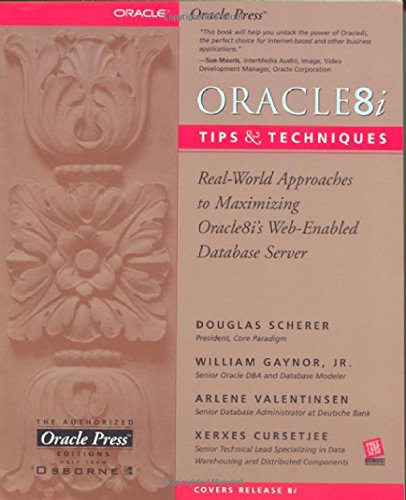 ORACLE® Oracle Press™
"This book will help you unlock the power of Oracle8i,
the perfect choice for internet-based and other business
applications."
—Sue Mavris, interMedia Audio, Image, Video
Development Manager, Oracle Corporation
ORACLE8i
TIPS & TECHNIQUES
Real-World Approaches
to Maximizing
Oracle8i's Web-Enabled
Database Server
DOUGLAS SCHERER
President, Core Paradigm
WILLIAM GAYNOR, JR.
Senior Oracle DBA and Database Modeler
ARLENE VALENTINSEN
Senior Database Administrator at Deutsche Bank
XERXES CURSETJEE
Senior Technical Lead Specializing in Data
Warehousing and Distributed Components
THE AUTHORIZED
Oracle Press™
EDITIONS
ONLY FROM
OSBORNE
COVERS RELEASE 8i